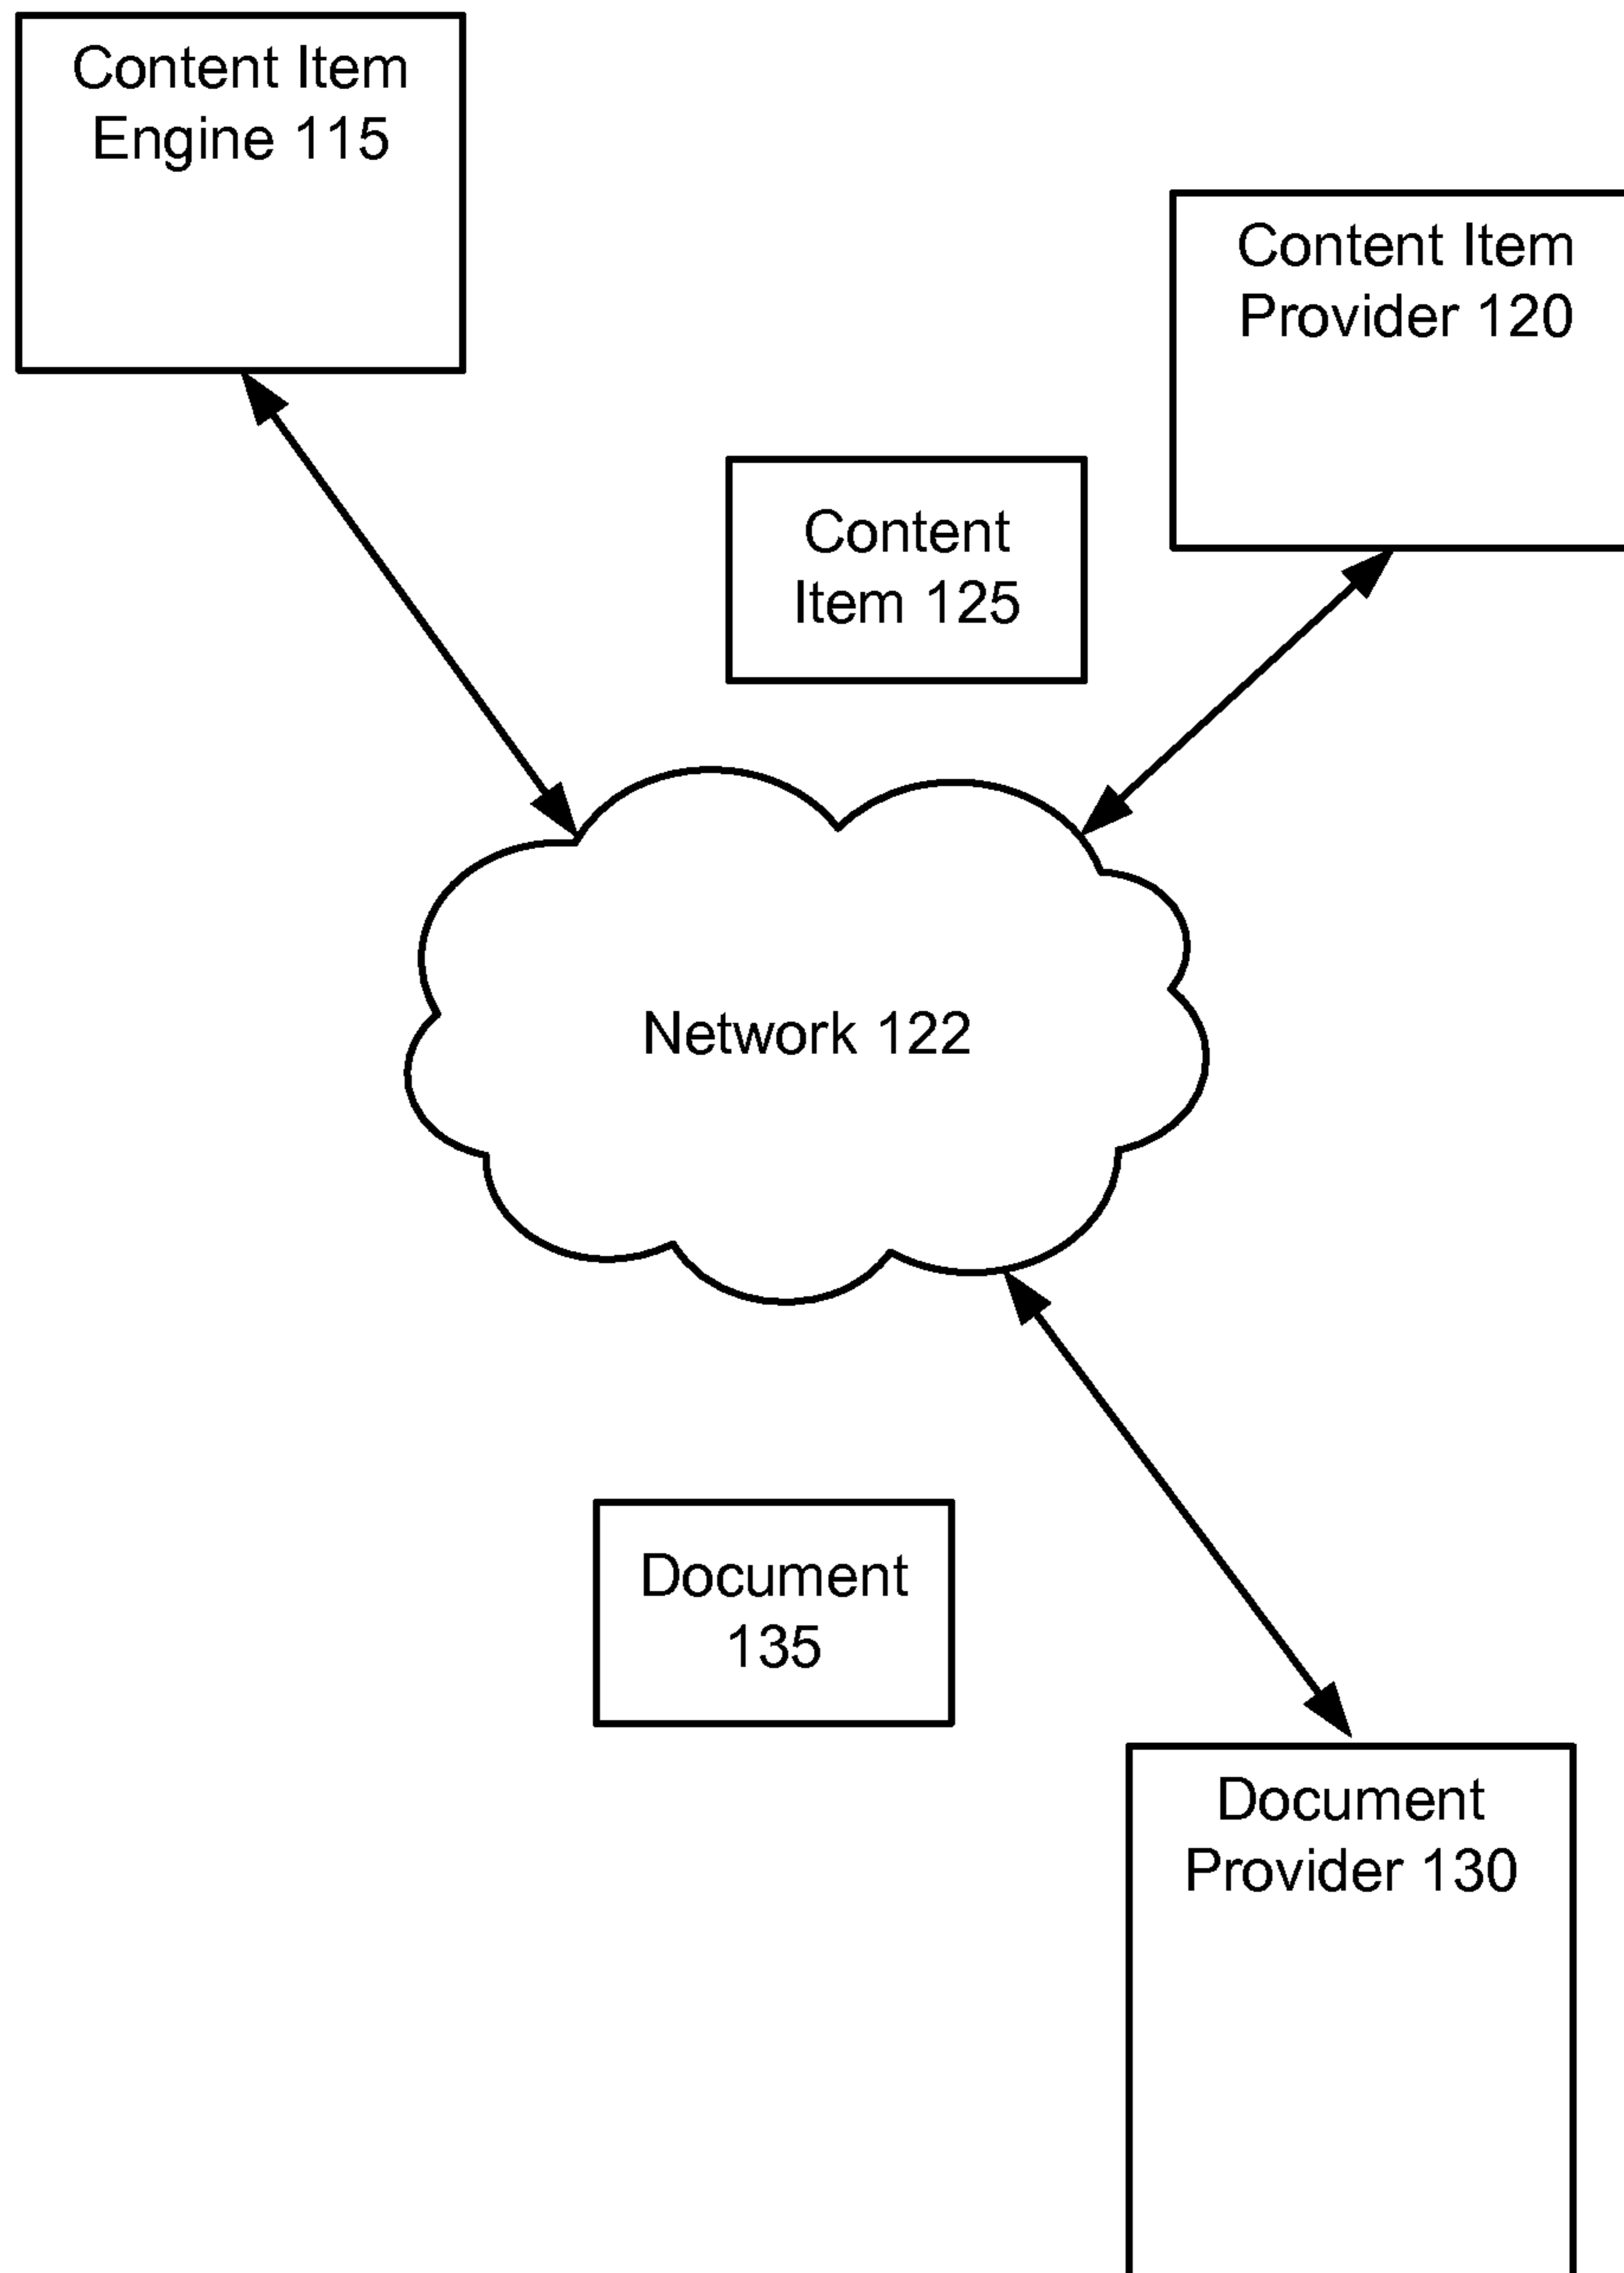 Content Item
Engine 115
Content Item
Provider 120
Content
Item 125
Network 122
Document
135
Document
Provider 130